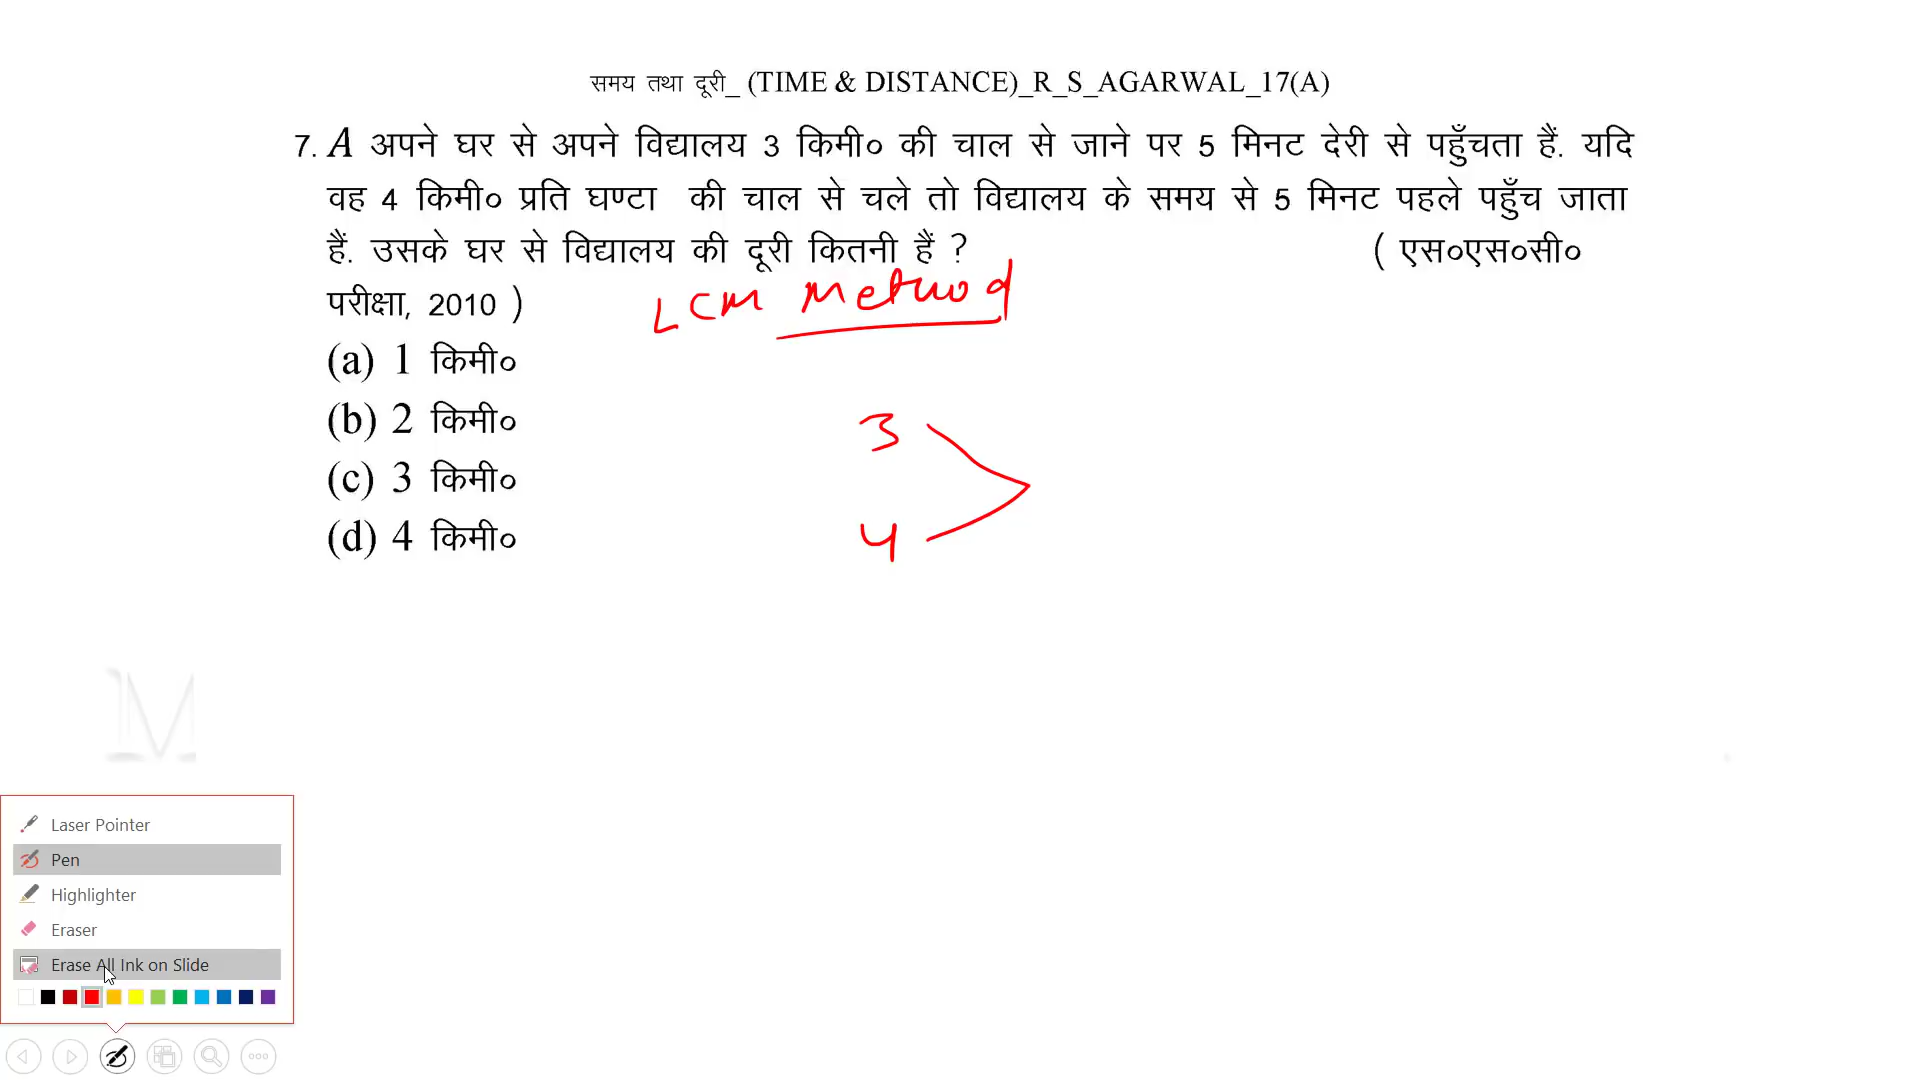 समय तथा दूरी_ (TIME & DISTANCE)_R_S_AGARWAL_17(A)
7. A अपने घर से अपने विद्यालय 3 किमी० की चाल से जाने पर 5 मिनट देरी से पहुँचता हैं. यदि
वह 4 किमी० प्रति घण्टा की चाल से चले तो विद्यालय के समय से 5 मिनट पहले पहुँच जाता
हैं. उसके घर से विद्यालय की दूरी कितनी हैं ? ( एस०एस०सी०
परीक्षा, 2010 )
LCM Method
(a) 1 किमी०
(b) 2 किमी०
(c) 3 किमी०
(d) 4 किमी०
3
4
M
Laser Pointer
Pen
Highlighter
Eraser
Erase All Ink on Slide